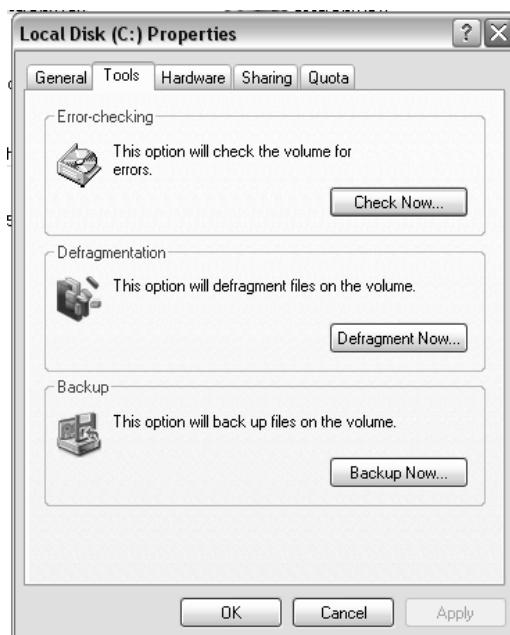 Local Disk (C:) Properties
General Tools Hardware Sharing Quota
Error-checking
This option will check the volume for
errors.
Check Now...
Defragmentation
This option will defragment files on the volume.
Defragment Now...
Backup
This option will back up files on the volume.
Backup Now...
OK Cancel Apply